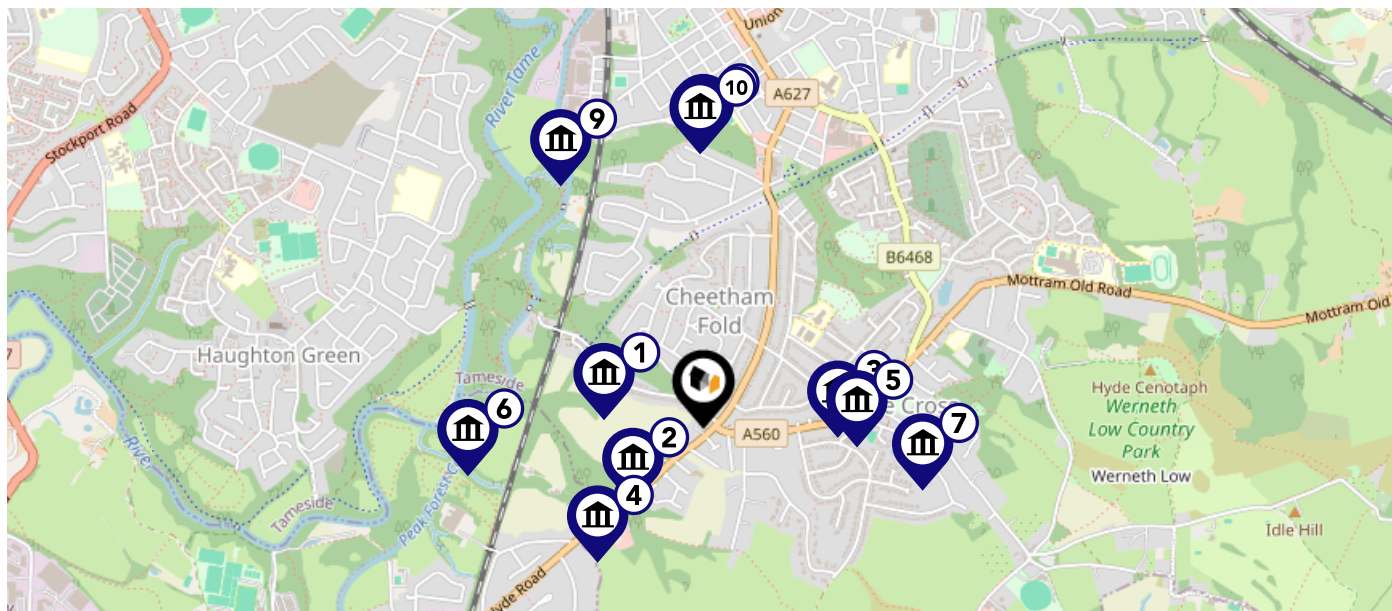 Union
River Tame
10
A627
9
Stockport Road
B6468
Mottram Old Road
Mottram Old
Cheetham
Fold
7
Haughton Green
1
3
5
Tameside
6
Hyde Cenotaph
Werneth
Low Country
Park
Werneth Low
2
A560
7
River
4
Tameside
Idle Hill
Hyde Road